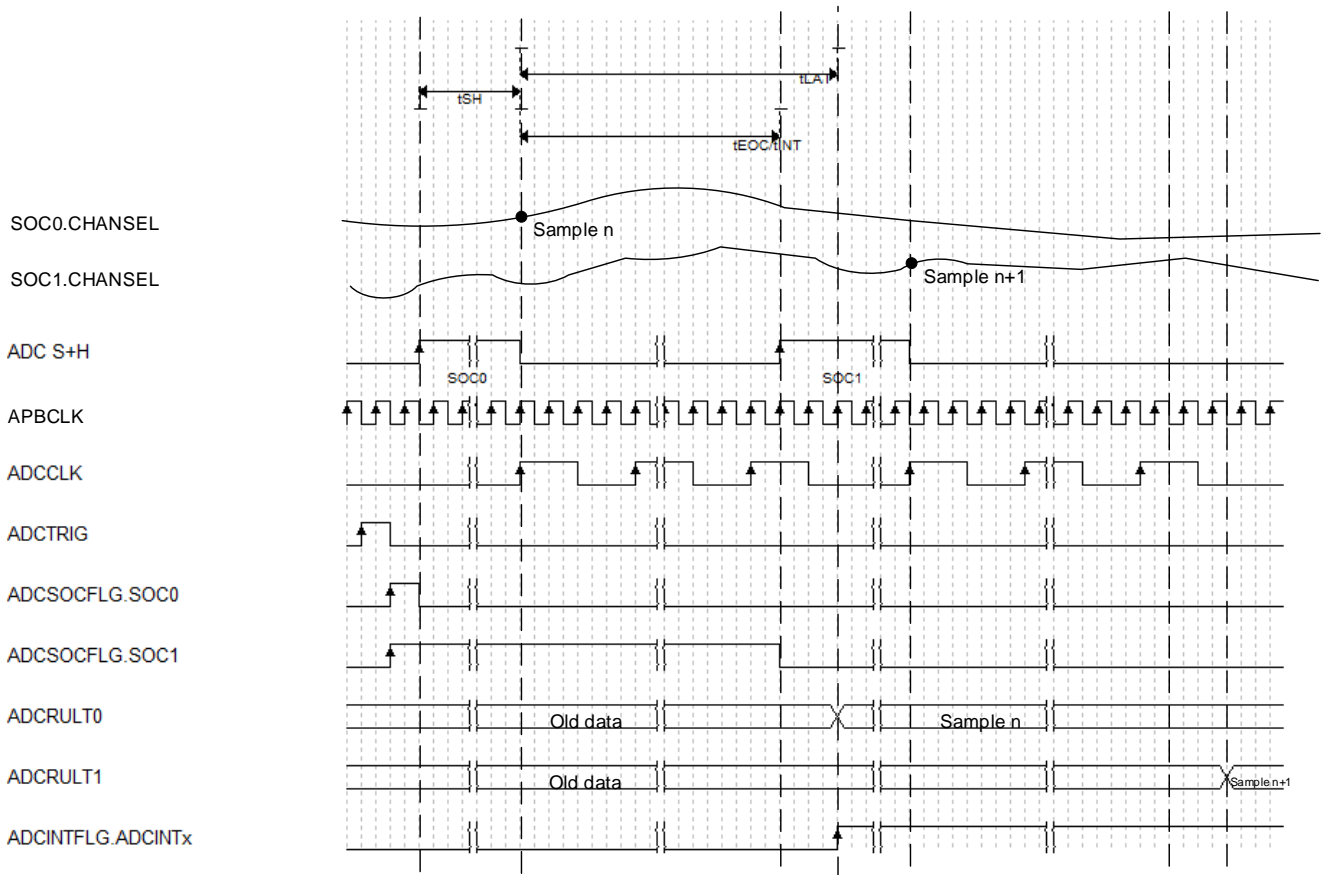 tLAT
tSH
tEOC/tINT
SOC0.CHANSEL
Sample n
SOC1.CHANSEL
Sample n+1
ADC S+H
SOC0
SOC1
APBCLK
ADCCLK
ADCTRIG
ADCSOCFLG.SOC0
ADCSOCFLG.SOC1
ADCRULT0
Old data
Sample n
ADCRULT1
Old data
Sample n+1
ADCINTFLG.ADCINTx